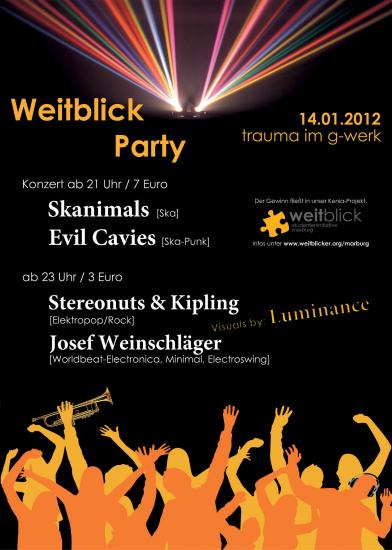 Weitblick
Party
14.01.2012
trauma im g-werk
Konzert ab 21 Uhr / 7 Euro
Skanimals [Ska]
Evil Cavies [Ska-Punk]
Der Gewinn fließt in unser Kenia-Projekt.
weitblick
studenteninitiative
marburg
Infos unter www.weitblicker.org/marburg
ab 23 Uhr / 3 Euro
Stereonuts & Kipling
[Elektropop/Rock]
Visuals by: Luminance
Josef Weinschläger
[Worldbeat-Electronica, Minimal, Electroswing]